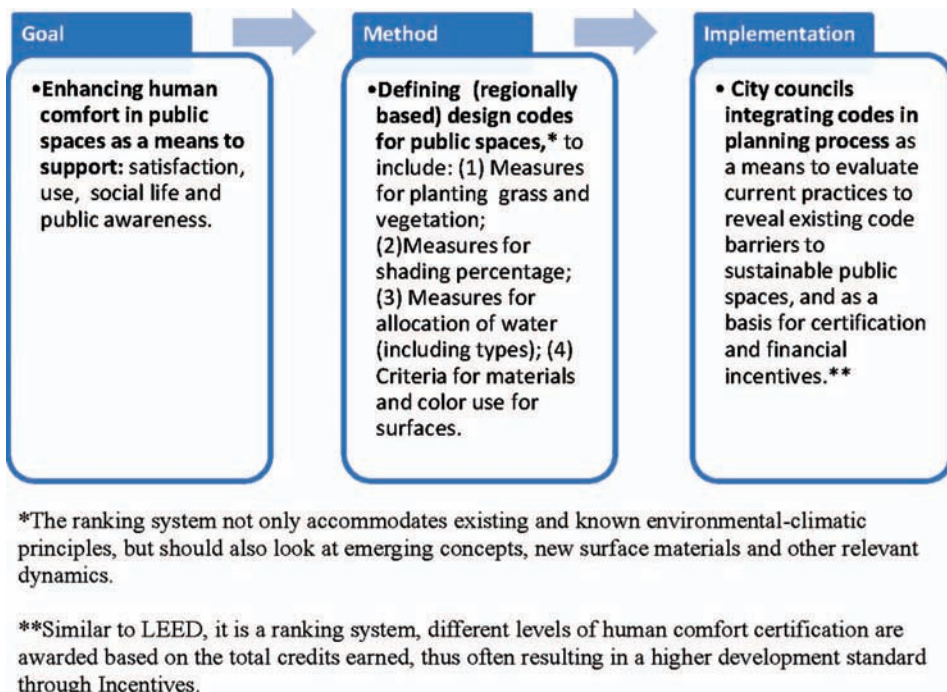 Goal
•Enhancing human
comfort in public
spaces as a means to
support: satisfaction,
use, social life and
public awareness.
Method
•Defining (regionally
based) design codes
for public spaces,* to
include: (1) Measures
for planting grass and
vegetation;
(2)Measures for
shading percentage;
(3) Measures for
allocation of water
(including types); (4)
Criteria for materials
and color use for
surfaces.
Implementation
• City councils
integrating codes in
planning process as
a means to evaluate
current practices to
reveal existing code
barriers to
sustainable public
spaces, and as a
basis for certification
and financial
incentives.**
*The ranking system not only accommodates existing and known environmental-climatic
principles, but should also look at emerging concepts, new surface materials and other relevant
dynamics.
**Similar to LEED, it is a ranking system, different levels of human comfort certification are
awarded based on the total credits earned, thus often resulting in a higher development standard
through Incentives.